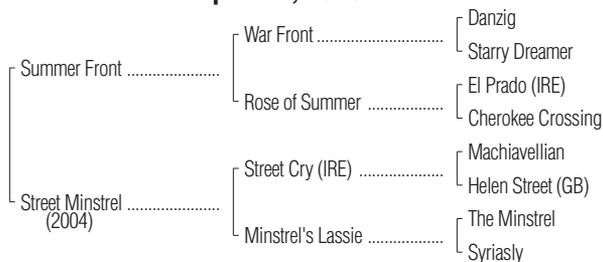 Danzig
War Front ....................
Starry Dreamer
Summer Front .....................
El Prado (IRE)
Rose of Summer .................
Cherokee Crossing
Machiavellian
Street Cry (IRE) ...................
Helen Street (GB)
Street Minstrel .....................
(2004)
The Minstrel
Minstrel's Lassie .................
Syriasly